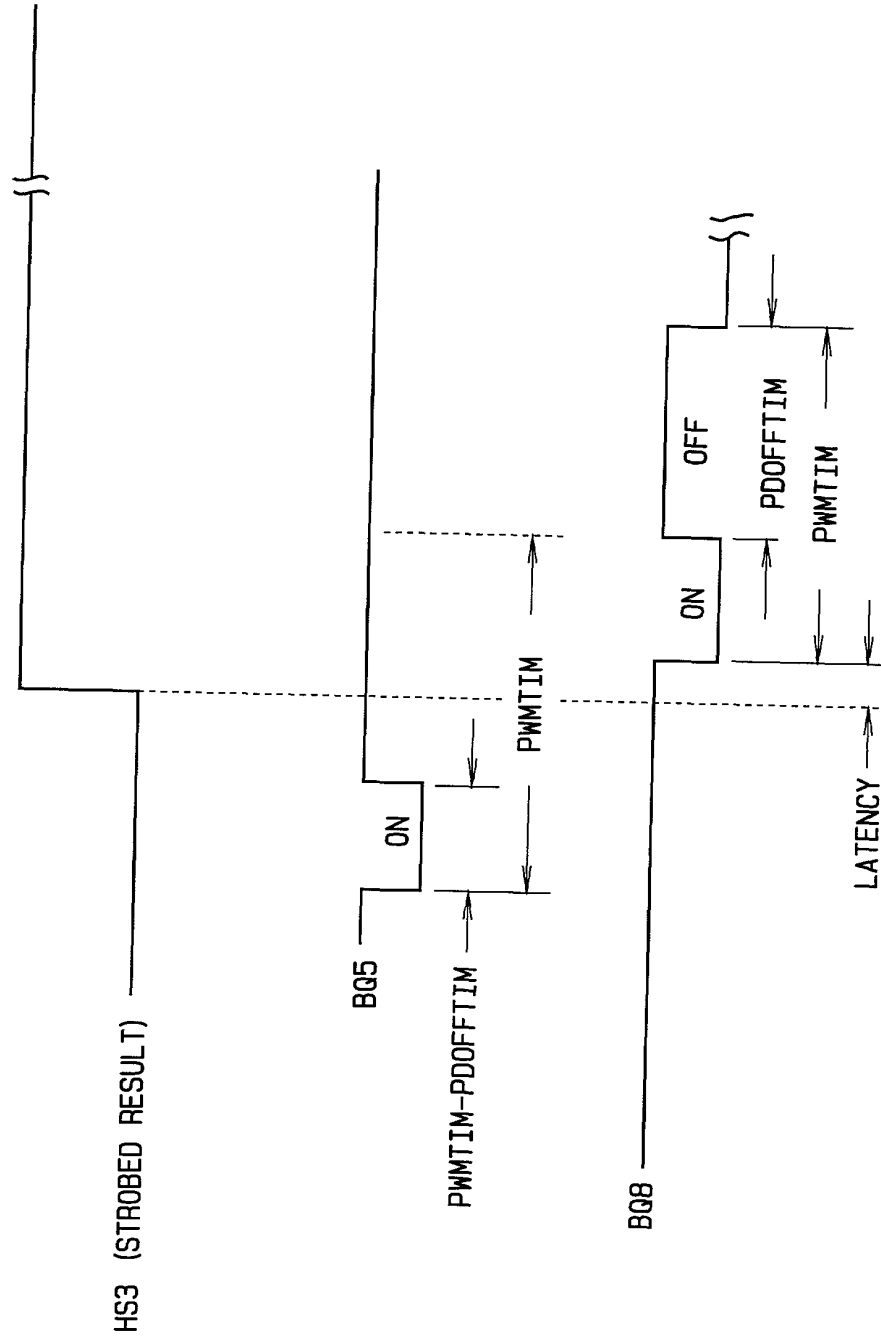 HS3 (STROBED RESULT)
BQ5
ON
PWMTIM-PDOFFTIM
PWMTIM
BQ8
ON
OFF
PDOFFTIM
PWMTIM
LATENCY